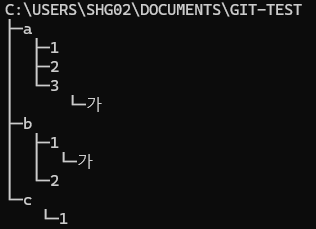 C:\USERS\SHG02\DOCUMENTS\GIT-TEST
├─a
│  ├─1
│  ├─2
│  └─3
│      └─가
├─b
│  ├─1
│  │  └─가
│  └─2
└─c
    └─1